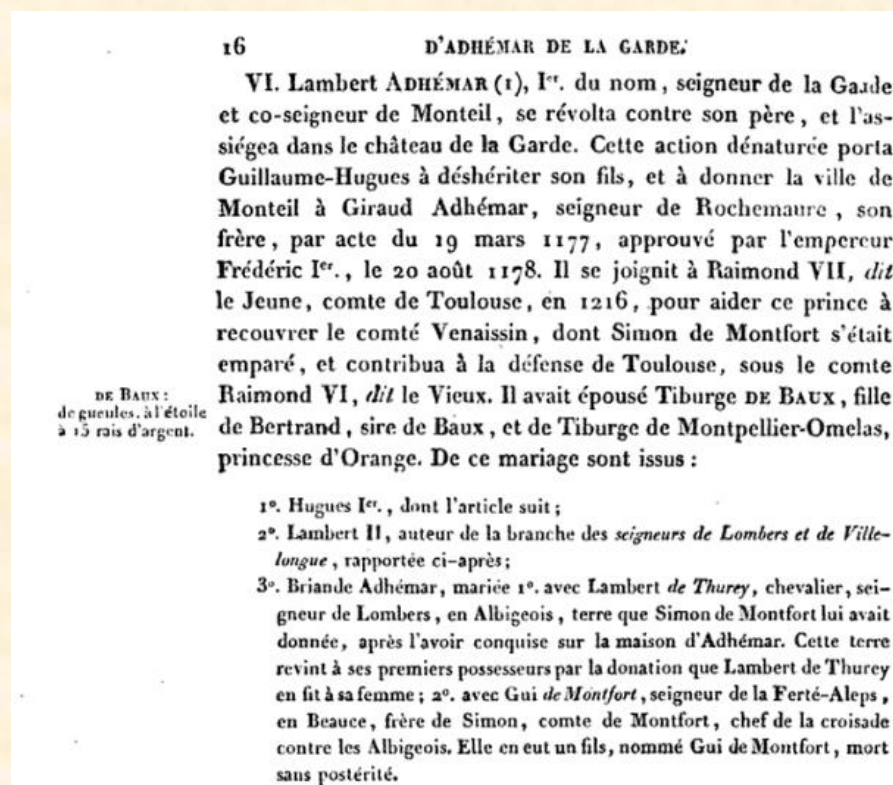 16
D'ADHÉMAR DE LA GARDE.
VI. Lambert ADHÉMAR (1), Ier. du nom, seigneur de la Garde
et co-seigneur de Monteil, se révolta contre son père, et l'as-
siégea dans le château de la Garde. Cette action dénaturée porta
Guillaume-Hugues à déshériter son fils, et à donner la ville de
Monteil à Giraud Adhémar, seigneur de Rochemaure, son
frère, par acte du 19 mars 1177, approuvé par l'empereur
Frédéric Ier., le 20 août 1178. Il se joignit à Raimond VII, dit
le Jeune, comte de Toulouse, en 1216, pour aider ce prince à
recouvrer le comté Venaissin, dont Simon de Montfort s'était
emparé, et contribua à la défense de Toulouse, sous le comte
Raimond VI, dit le Vieux. Il avait épousé Tiburge DE BAUX, fille
de Bertrand, sire de Baux, et de Tiburge de Montpellier-Omelas,
princesse d'Orange. De ce mariage sont issus :
DE BAUX :
de gueules, à l'étoile
à 15 rais d'argent.
1°. Hugues Ier., dont l'article suit ;
2°. Lambert II, auteur de la branche des seigneurs de Lombers et de Ville-
longue, rapportée ci-après ;
3°. Briande Adhémar, mariée 1°. avec Lambert de Thurey, chevalier, sei-
gneur de Lombers, en Albigeois, terre que Simon de Montfort lui avait
donnée, après l'avoir conquise sur la maison d'Adhémar. Cette terre
revint à ses premiers possesseurs par la donation que Lambert de Thurey
en fit à sa femme ; 2°. avec Gui de Montfort, seigneur de la Ferté-Aleps,
en Beauce, frère de Simon, comte de Montfort, chef de la croisade
contre les Albigeois. Elle en eut un fils, nommé Gui de Montfort, mort
sans postérité.